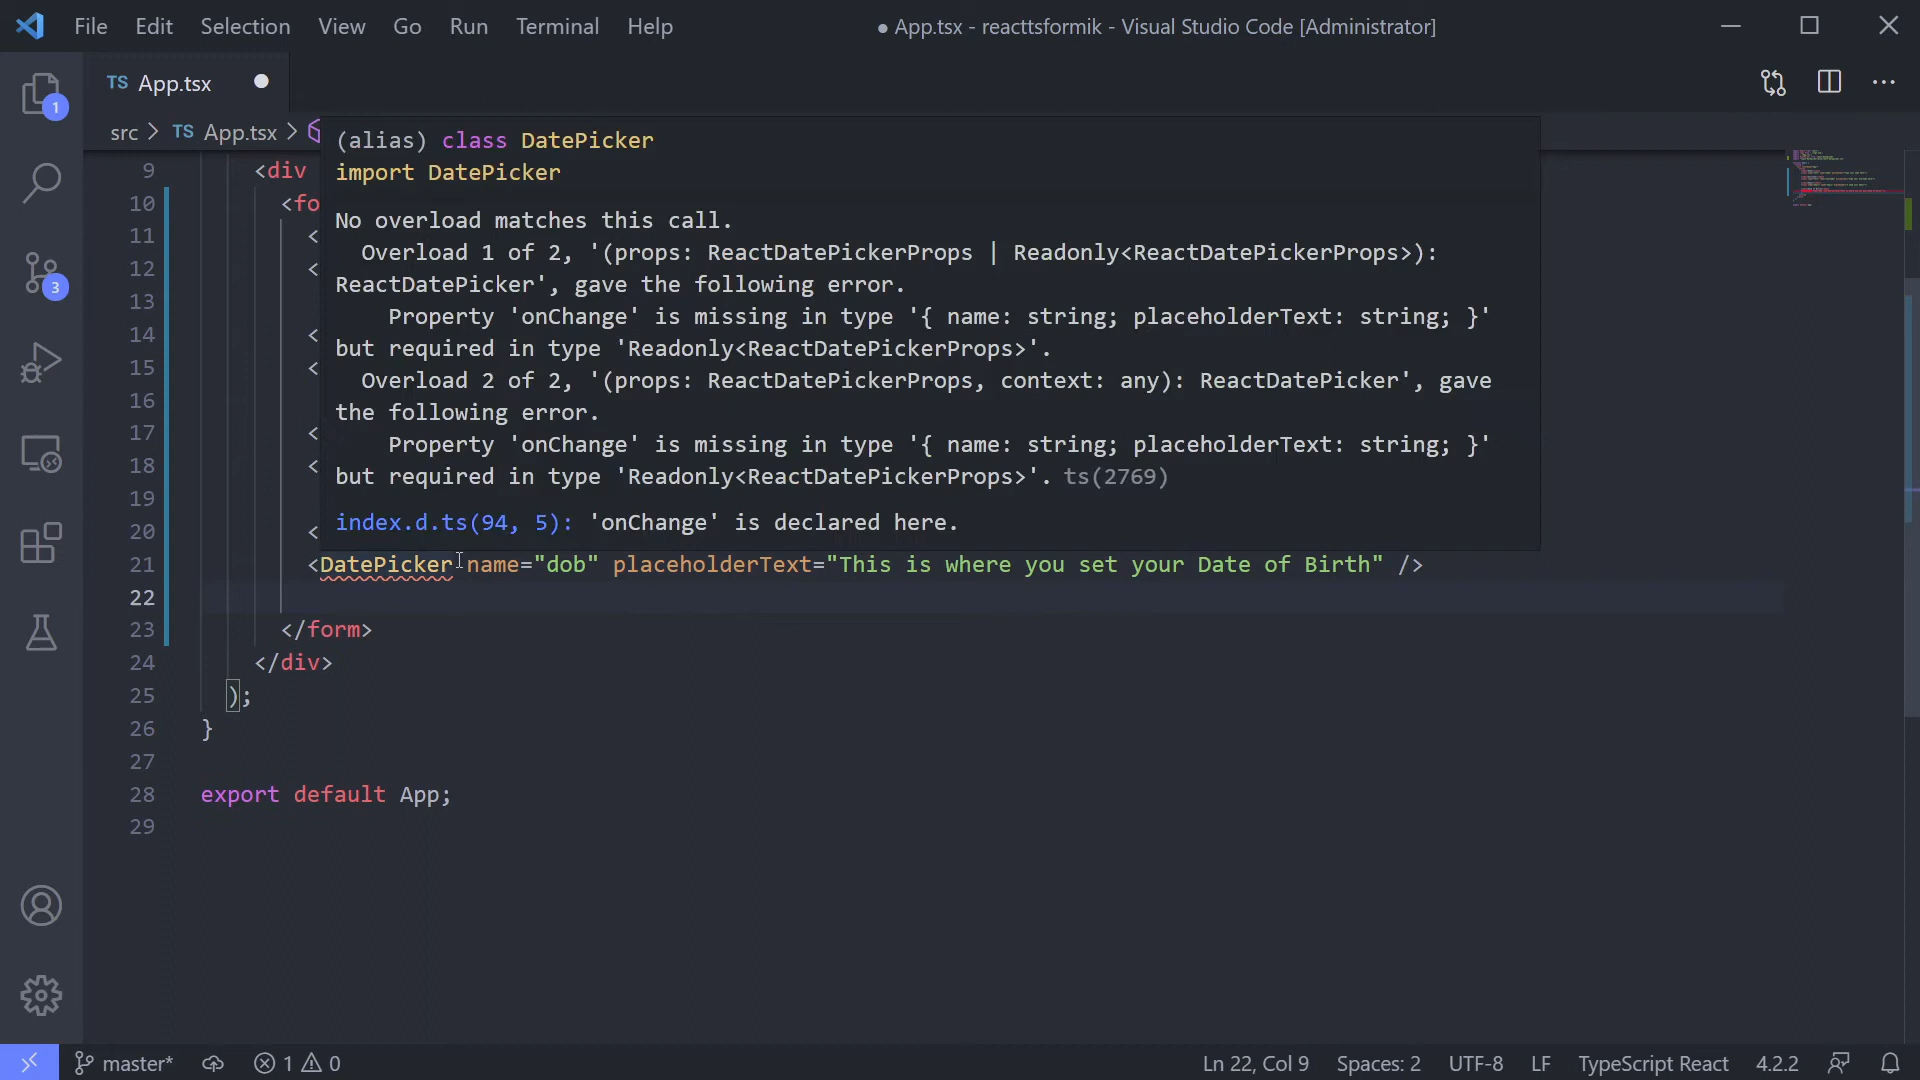 File Edit Selection View Go Run Terminal Help ● App.tsx - reacttsformik - Visual Studio Code [Administrator]
TS App.tsx ●
1
src > TS App.tsx >
(alias) class DatePicker
import DatePicker
No overload matches this call.
Overload 1 of 2, '(props: ReactDatePickerProps | Readonly<ReactDatePickerProps>):
ReactDatePicker', gave the following error.
Property 'onChange' is missing in type '{ name: string; placeholderText: string; }'
but required in type 'Readonly<ReactDatePickerProps>'.
Overload 2 of 2, '(props: ReactDatePickerProps, context: any): ReactDatePicker', gave
the following error.
Property 'onChange' is missing in type '{ name: string; placeholderText: string; }'
but required in type 'Readonly<ReactDatePickerProps>'. ts(2769)
index.d.ts(94, 5): 'onChange' is declared here.
9 <div
10 <fo
11 <
12 <
3
13
14 <
15 <
16
17 <
18 <
19
20 <
21 <DatePicker name="dob" placeholderText="This is where you set your Date of Birth" />
22
23 </form>
24 </div>
25 );
26 }
27
28 export default App;
29
master* 1 0 Ln 22, Col 9 Spaces: 2 UTF-8 LF TypeScript React 4.2.2